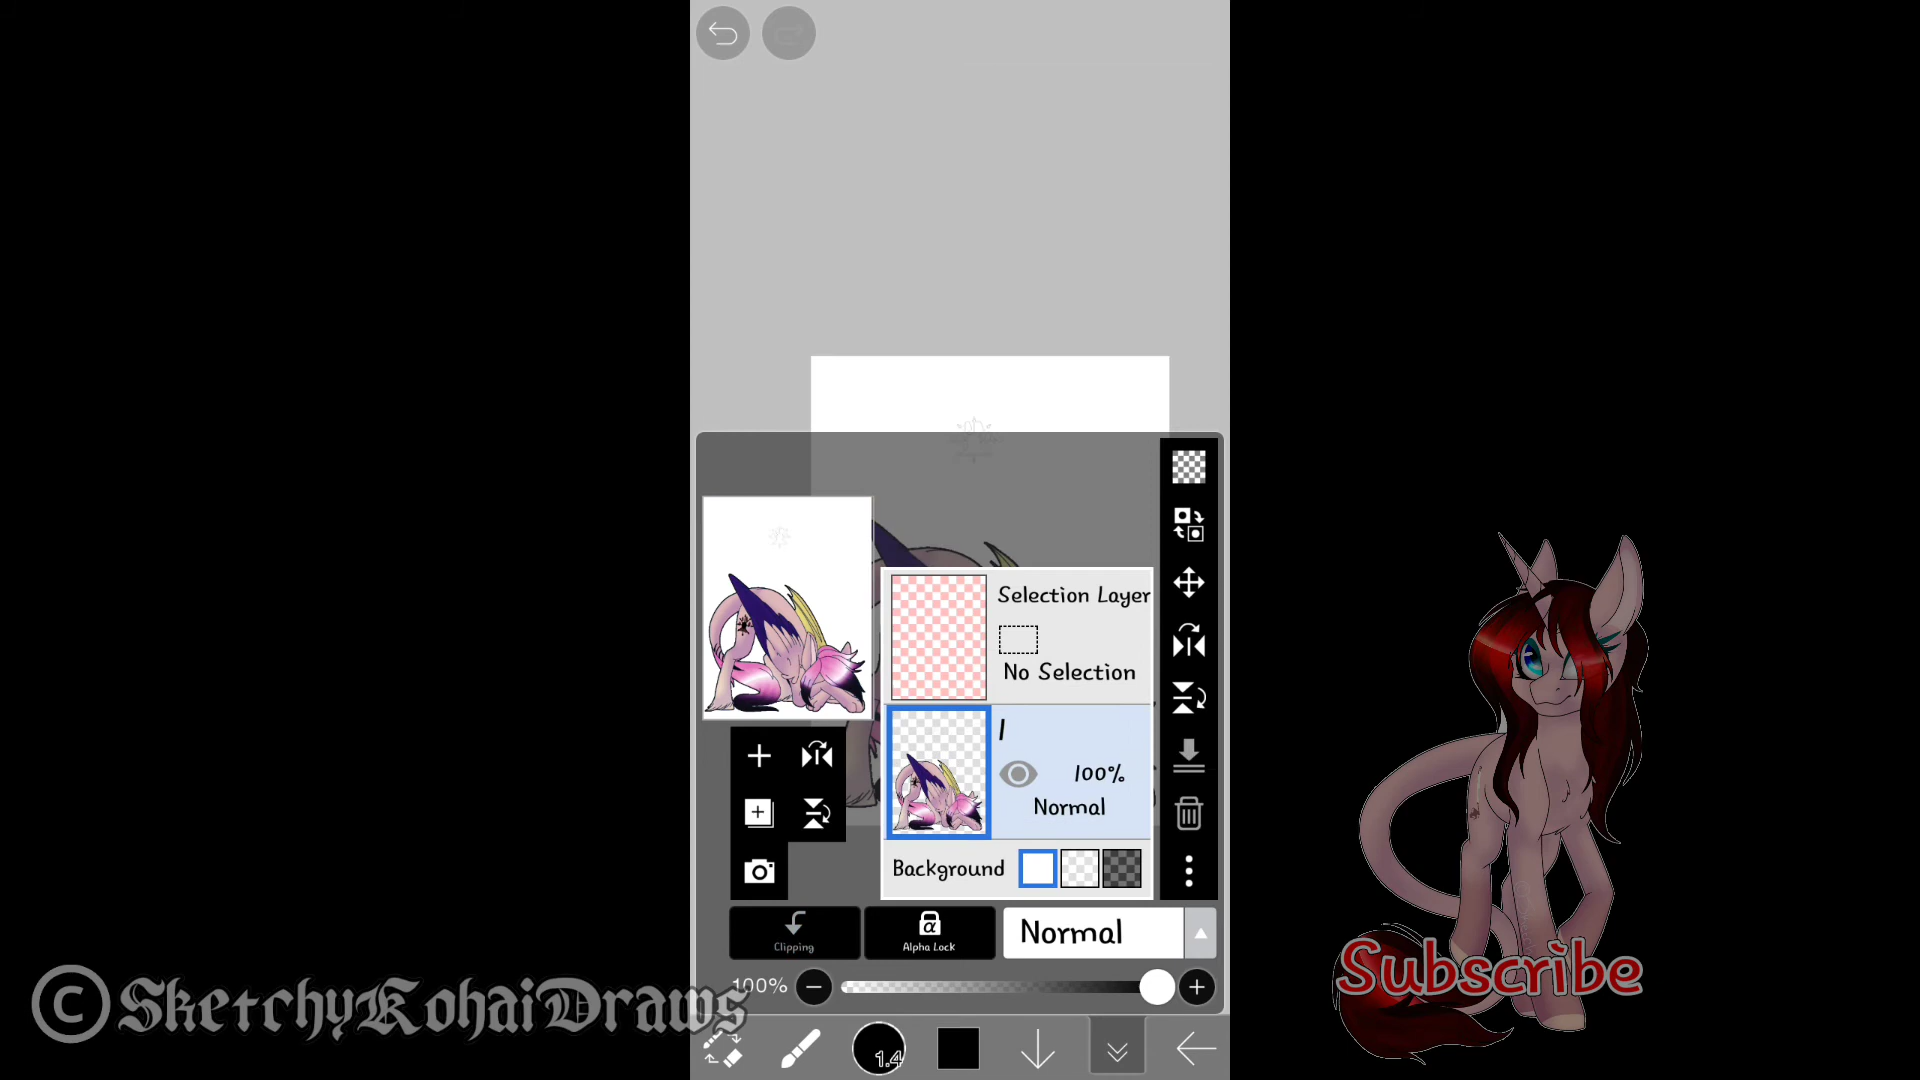 Selection Layer
No Selection
1
100%
Normal
Background
Clipping
α
Alpha Lock
Normal
100%
1.4
© SketchyKohaiDraws
Subscribe